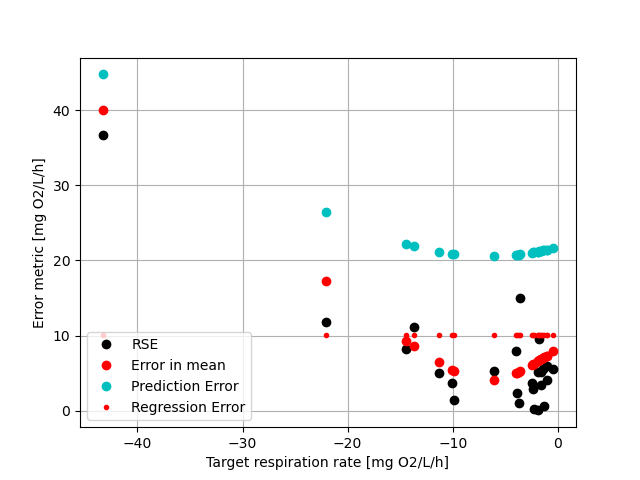 40
30
20
10
0
Error metric [mg O2/L/h]
RSE
Error in mean
Prediction Error
Regression Error
−40
−30
−20
−10
0
Target respiration rate [mg O2/L/h]